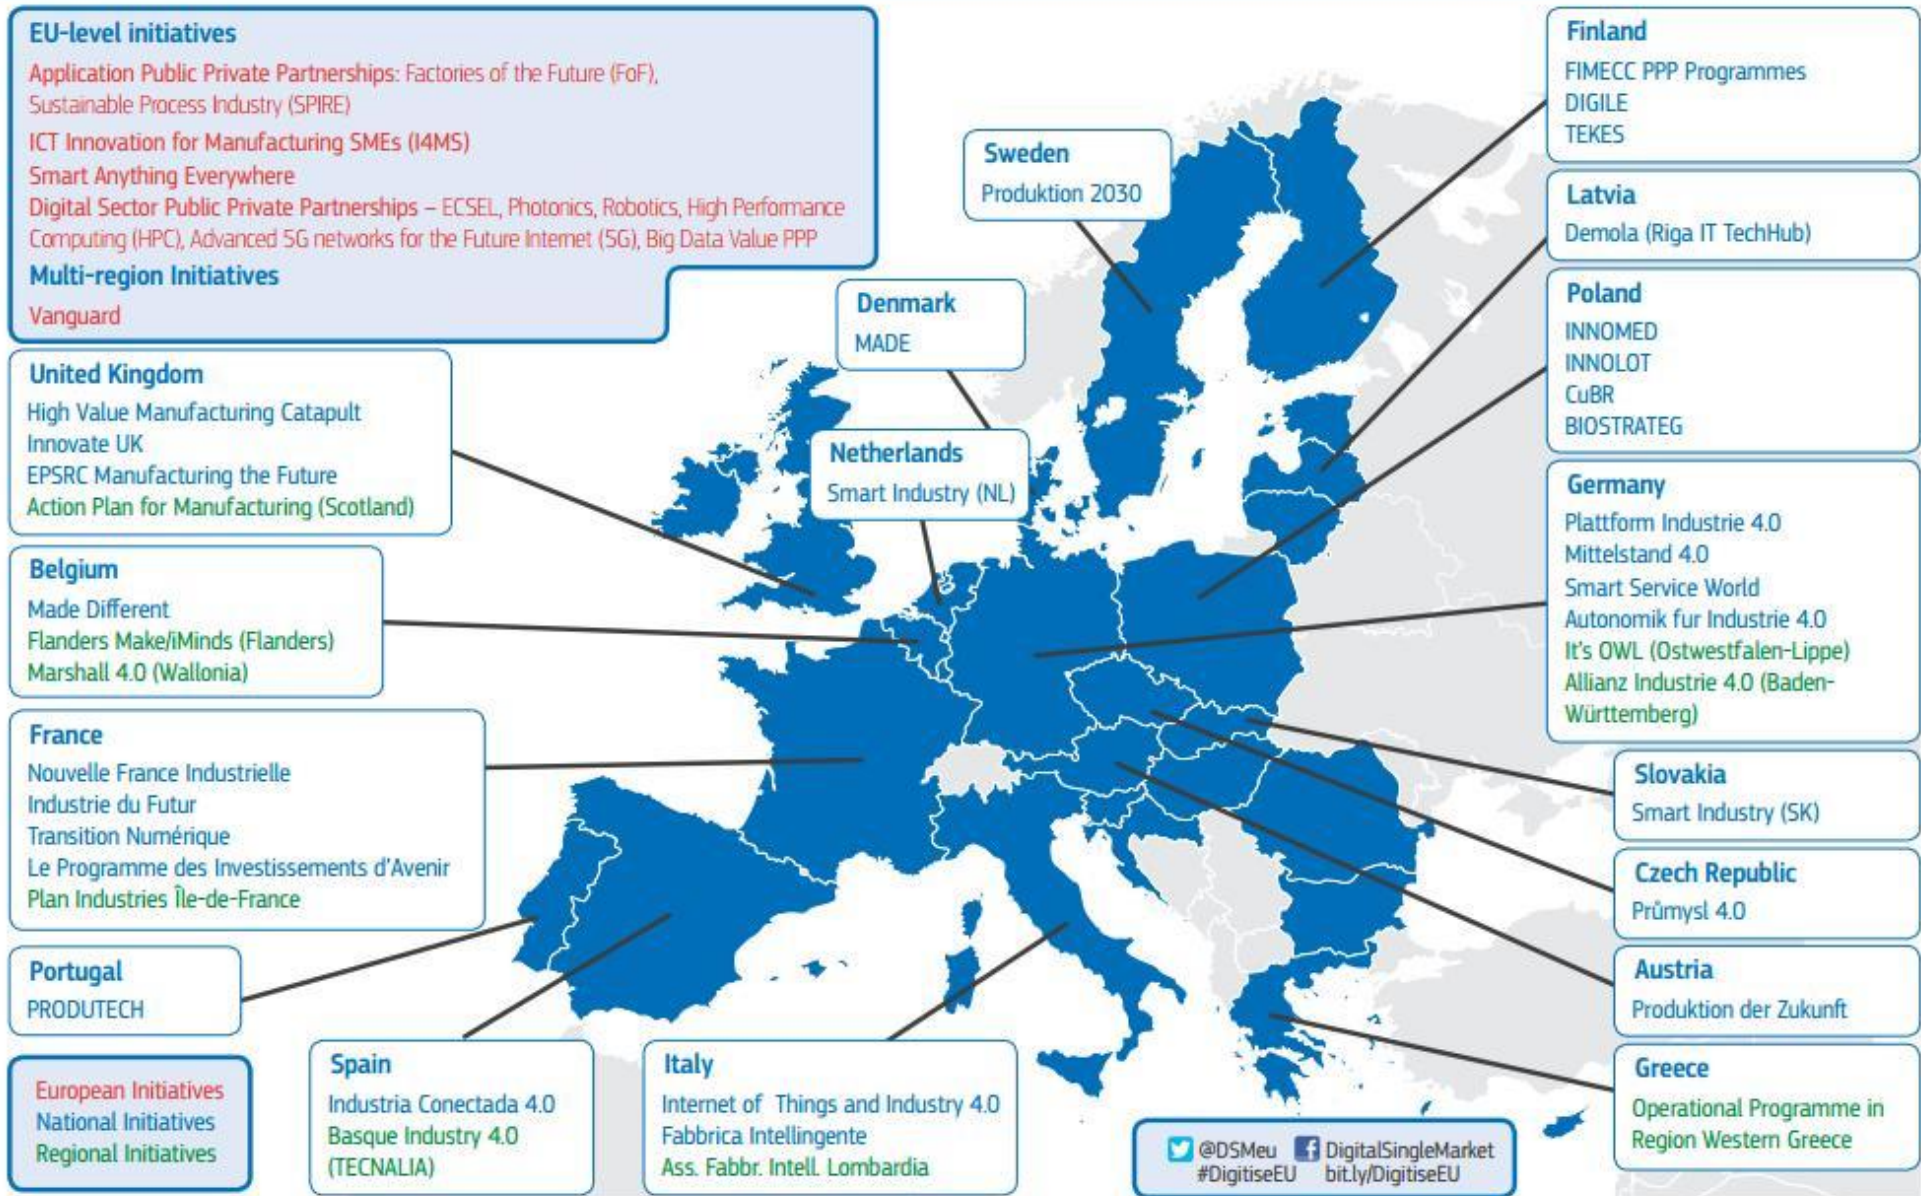 EU-level initiatives
Application Public Private Partnerships: Factories of the Future (FoF),
Sustainable Process Industry (SPIRE)
ICT Innovation for Manufacturing SMEs (I4MS)
Smart Anything Everywhere
Digital Sector Public Private Partnerships – ECSEL, Photonics, Robotics, High Performance
Computing (HPC), Advanced 5G networks for the Future Internet (5G), Big Data Value PPP
Multi-region Initiatives
Vanguard
United Kingdom
High Value Manufacturing Catapult
Innovate UK
EPSRC Manufacturing the Future
Action Plan for Manufacturing (Scotland)
Belgium
Made Different
Flanders Make/iMinds (Flanders)
Marshall 4.0 (Wallonia)
France
Nouvelle France Industrielle
Industrie du Futur
Transition Numérique
Le Programme des Investissements d'Avenir
Plan Industries Île-de-France
Portugal
PRODUTECH
European Initiatives
National Initiatives
Regional Initiatives
Spain
Industria Conectada 4.0
Basque Industry 4.0
(TECNALIA)
Italy
Internet of Things and Industry 4.0
Fabbrica Intellingente
Ass. Fabbr. Intell. Lombardia
Sweden
Produktion 2030
Denmark
MADE
Netherlands
Smart Industry (NL)
Finland
FIMECC PPP Programmes
DIGILE
TEKES
Latvia
Demola (Riga IT TechHub)
Poland
INNOMED
INNOLOT
CuBR
BIOSTRATEG
Germany
Plattform Industrie 4.0
Mittelstand 4.0
Smart Service World
Autonomik fur Industrie 4.0
It's OWL (Ostwestfalen-Lippe)
Allianz Industrie 4.0 (Baden-
Württemberg)
Slovakia
Smart Industry (SK)
Czech Republic
Průmysl 4.0
Austria
Produktion der Zukunft
Greece
Operational Programme in
Region Western Greece
@DSMeu DigitalSingleMarket
#DigitiseEU bit.ly/DigitiseEU